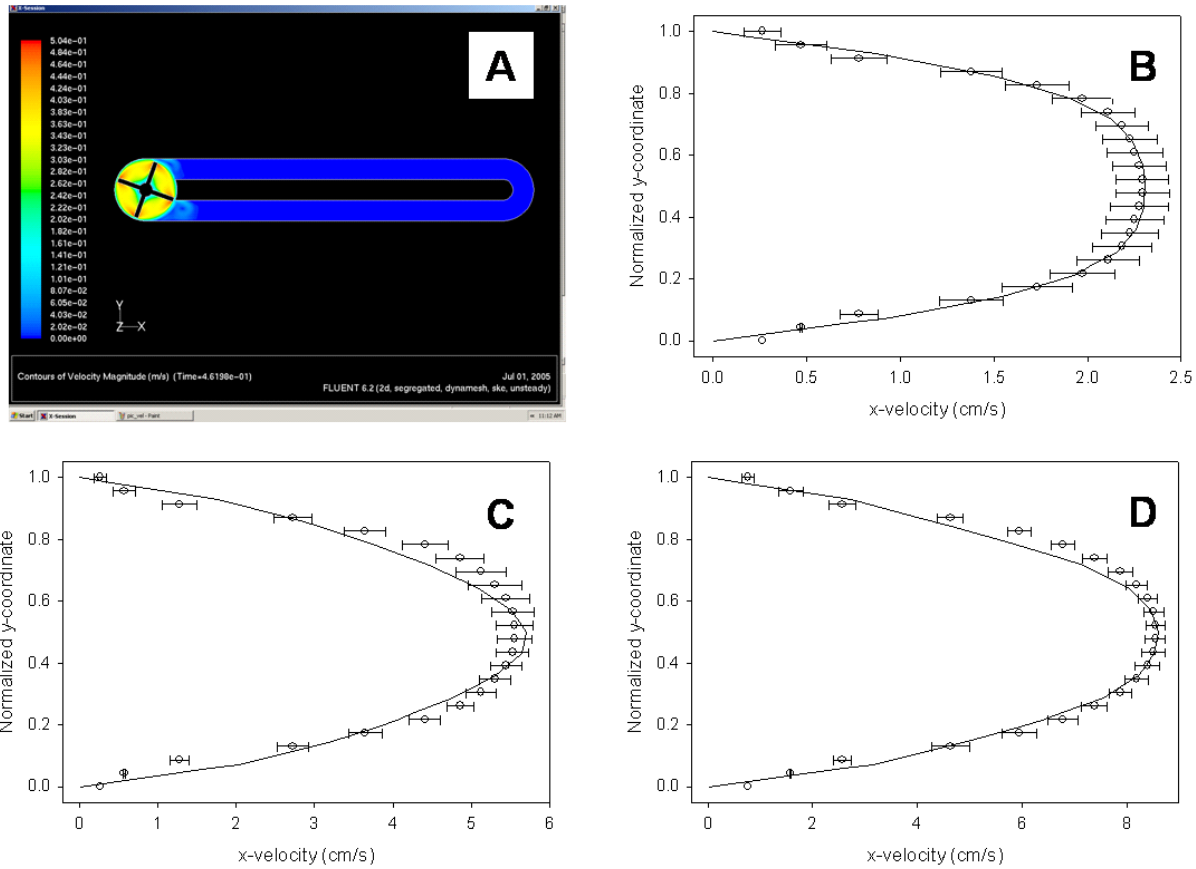 X-Session
5.04e-01
4.84e-01
4.64e-01
4.44e-01
4.24e-01
4.03e-01
3.83e-01
3.63e-01
3.43e-01
3.23e-01
3.03e-01
2.82e-01
2.62e-01
2.42e-01
2.22e-01
2.02e-01
1.82e-01
1.61e-01
1.41e-01
1.21e-01
1.01e-01
8.07e-02
6.05e-02
4.03e-02
2.02e-02
0.00e+00
Y
Z X
A
Contours of Velocity Magnitude (m/s) (Time=4.6198e-01)
Jul 01, 2005
FLUENT 6.2 (2d, segregated, dynamesh, ske, unsteady)
Start X-Session pic_vel - Paint 11:12 AM
B
Normalized y-coordinate
1.0
0.8
0.6
0.4
0.2
0.0
0.0 0.5 1.0 1.5 2.0 2.5
x-velocity (cm/s)
C
Normalized y-coordinate
1.0
0.8
0.6
0.4
0.2
0.0
0 1 2 3 4 5 6
x-velocity (cm/s)
D
Normalized y-coordinate
1.0
0.8
0.6
0.4
0.2
0.0
0 2 4 6 8
x-velocity (cm/s)